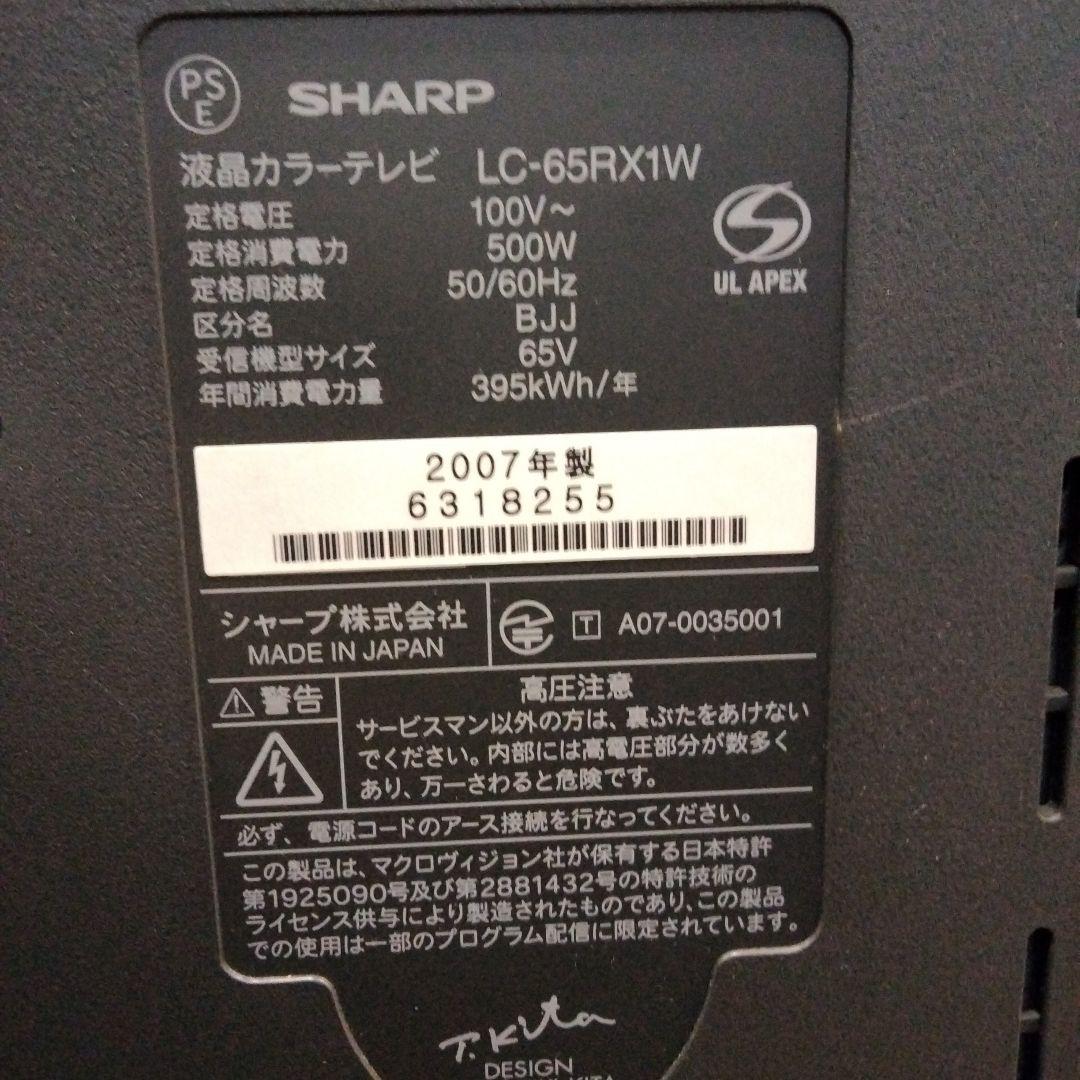 PS
E
SHARP
液晶カラーテレビ LC-65RX1W
定格電圧 100V~
定格消費電力 500W
定格周波数 50/60Hz
区分名 BJJ
受信機型サイズ 65V
年間消費電力量 395kWh/年
S
UL APEX
2007年製
6318255
シャープ株式会社
MADE IN JAPAN
T A07-0035001
警告
高圧注意
サービスマン以外の方は、裏ぶたをあけない
でください。内部には高電圧部分が数多く
あり、万一さわると危険です。
必ず、電源コードのアース接続を行なってください。
この製品は、マクロヴィジョン社が保有する日本特許
第1925090号及び第2881432号の特許技術の
ライセンス供与により製造されたものであり、この製品
での使用は一部のプログラム配信に限定されています。
T.Kita
DESIGN